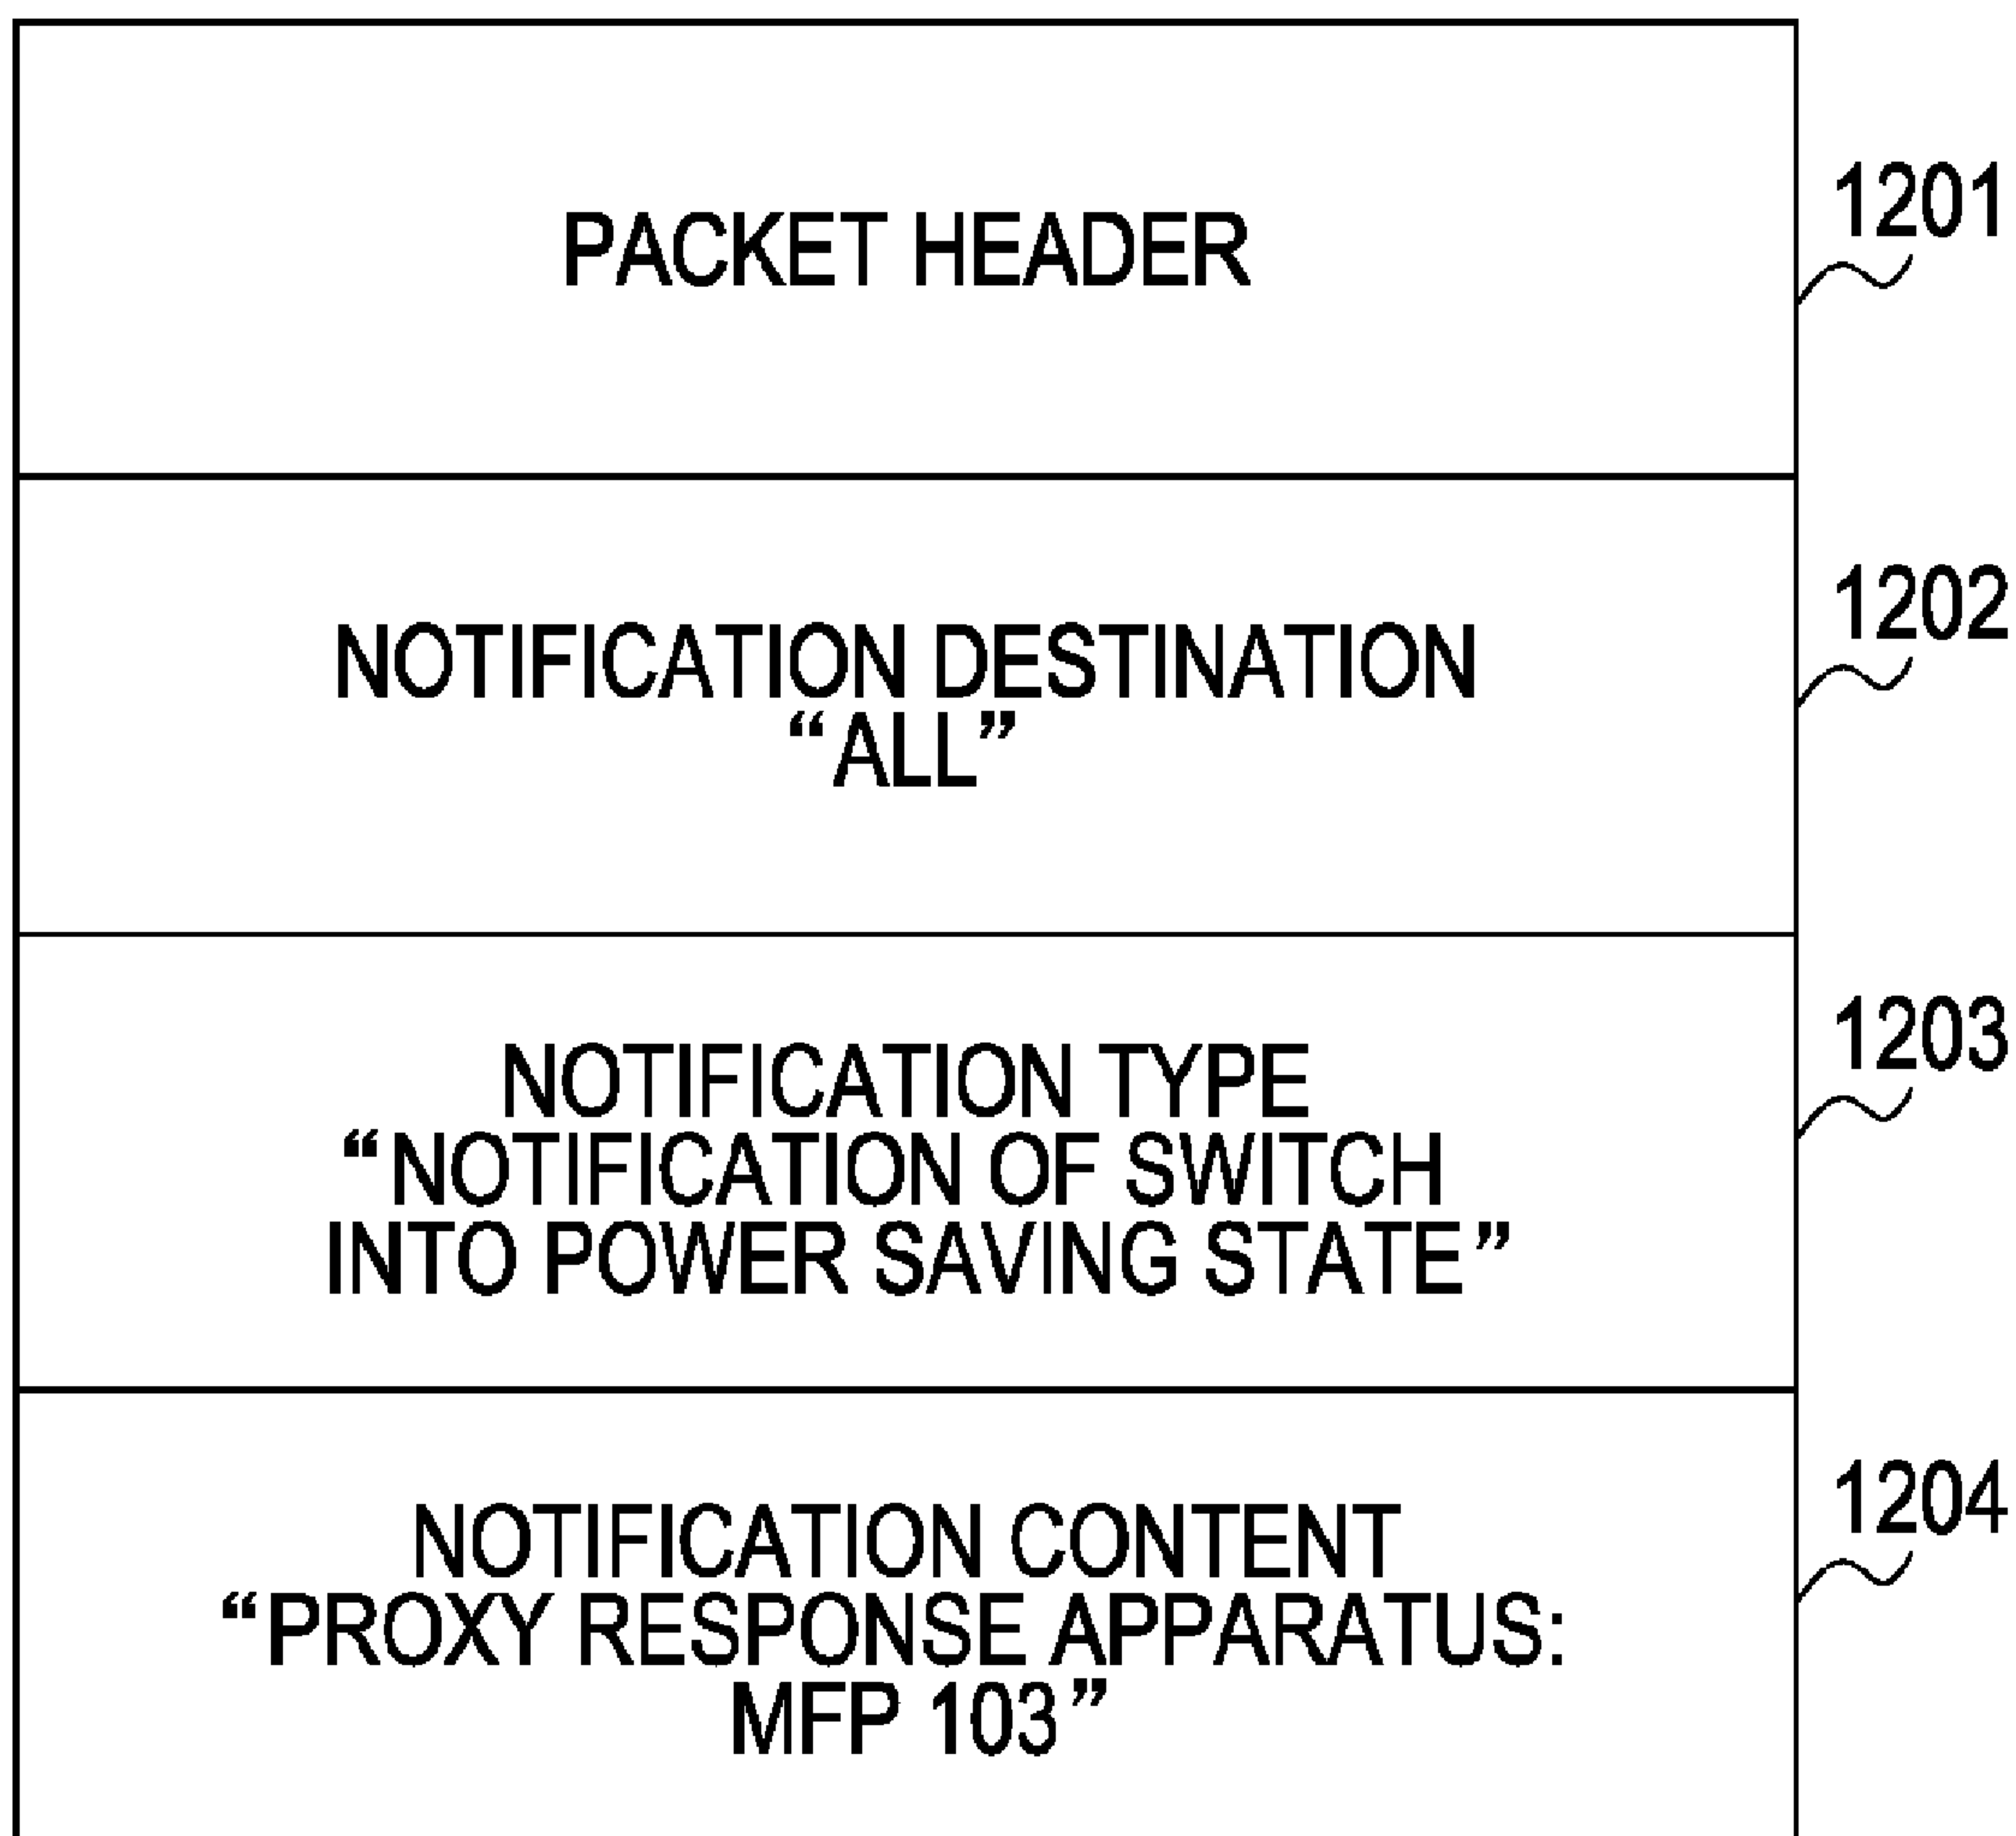 PACKET HEADER
1201
NOTIFICATION DESTINATION
“ALL”
1202
NOTIFICATION TYPE
“NOTIFICATION OF SWITCH
INTO POWER SAVING STATE”
1203
NOTIFICATION CONTENT
“PROXY RESPONSE APPARATUS:
MFP 103”
1204